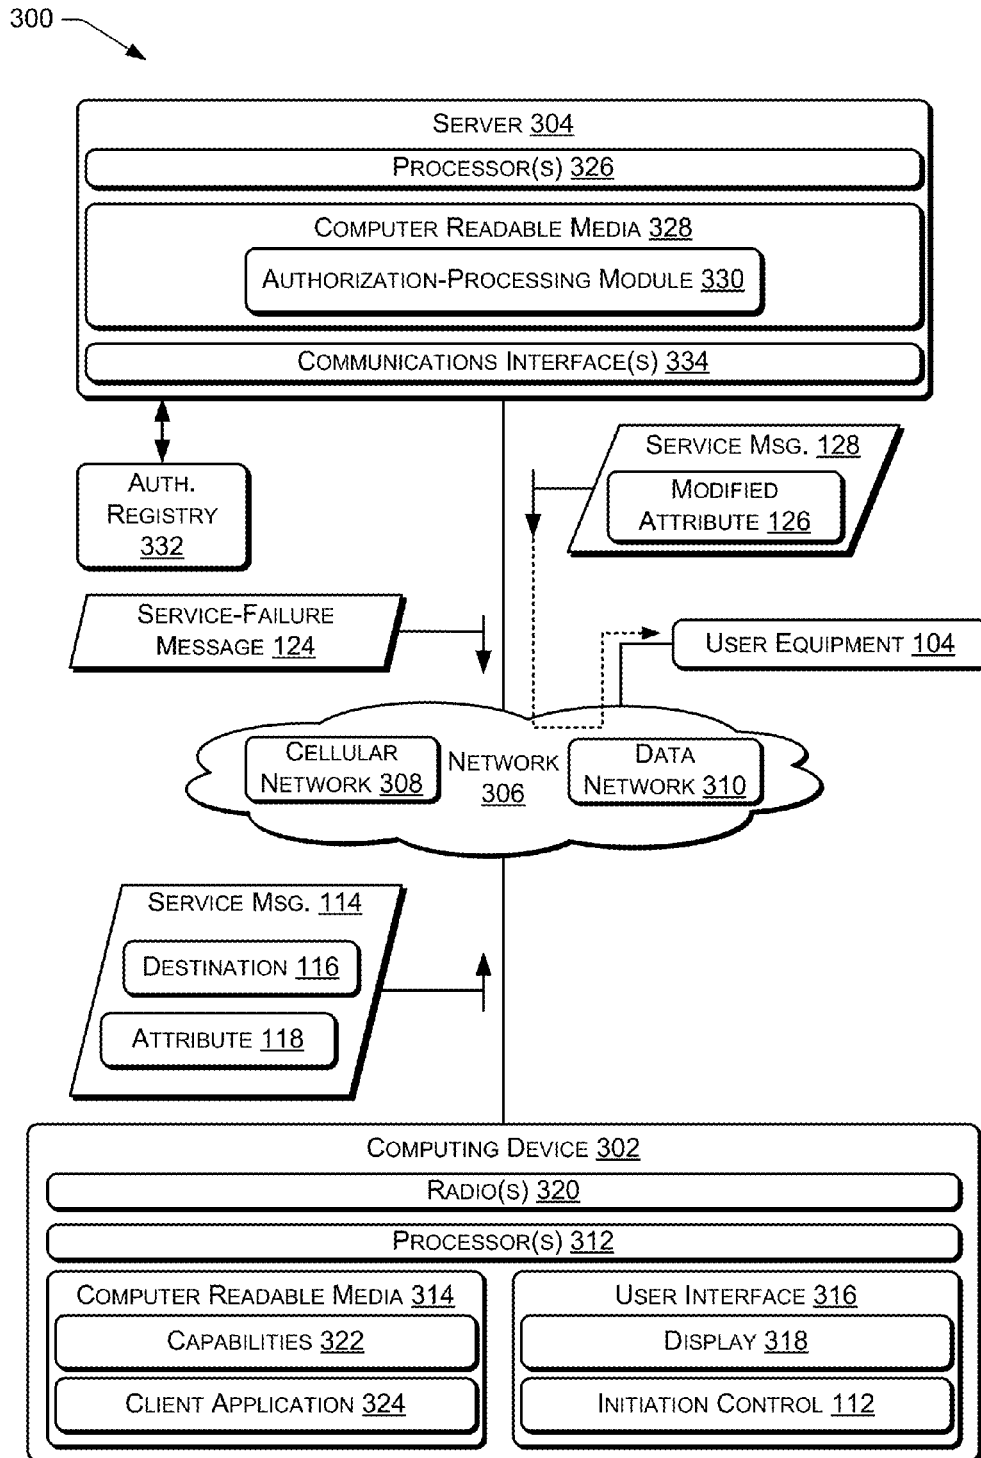 300
SERVER 304
PROCESSOR(S) 326
COMPUTER READABLE MEDIA 328
AUTHORIZATION-PROCESSING MODULE 330
COMMUNICATIONS INTERFACE(S) 334
AUTH.
REGISTRY
332
SERVICE MSG. 128
MODIFIED
ATTRIBUTE 126
SERVICE-FAILURE
MESSAGE 124
USER EQUIPMENT 104
CELLULAR
NETWORK 308
NETWORK
306
DATA
NETWORK 310
SERVICE MSG. 114
DESTINATION 116
ATTRIBUTE 118
COMPUTING DEVICE 302
RADIO(S) 320
PROCESSOR(S) 312
COMPUTER READABLE MEDIA 314
CAPABILITIES 322
CLIENT APPLICATION 324
USER INTERFACE 316
DISPLAY 318
INITIATION CONTROL 112